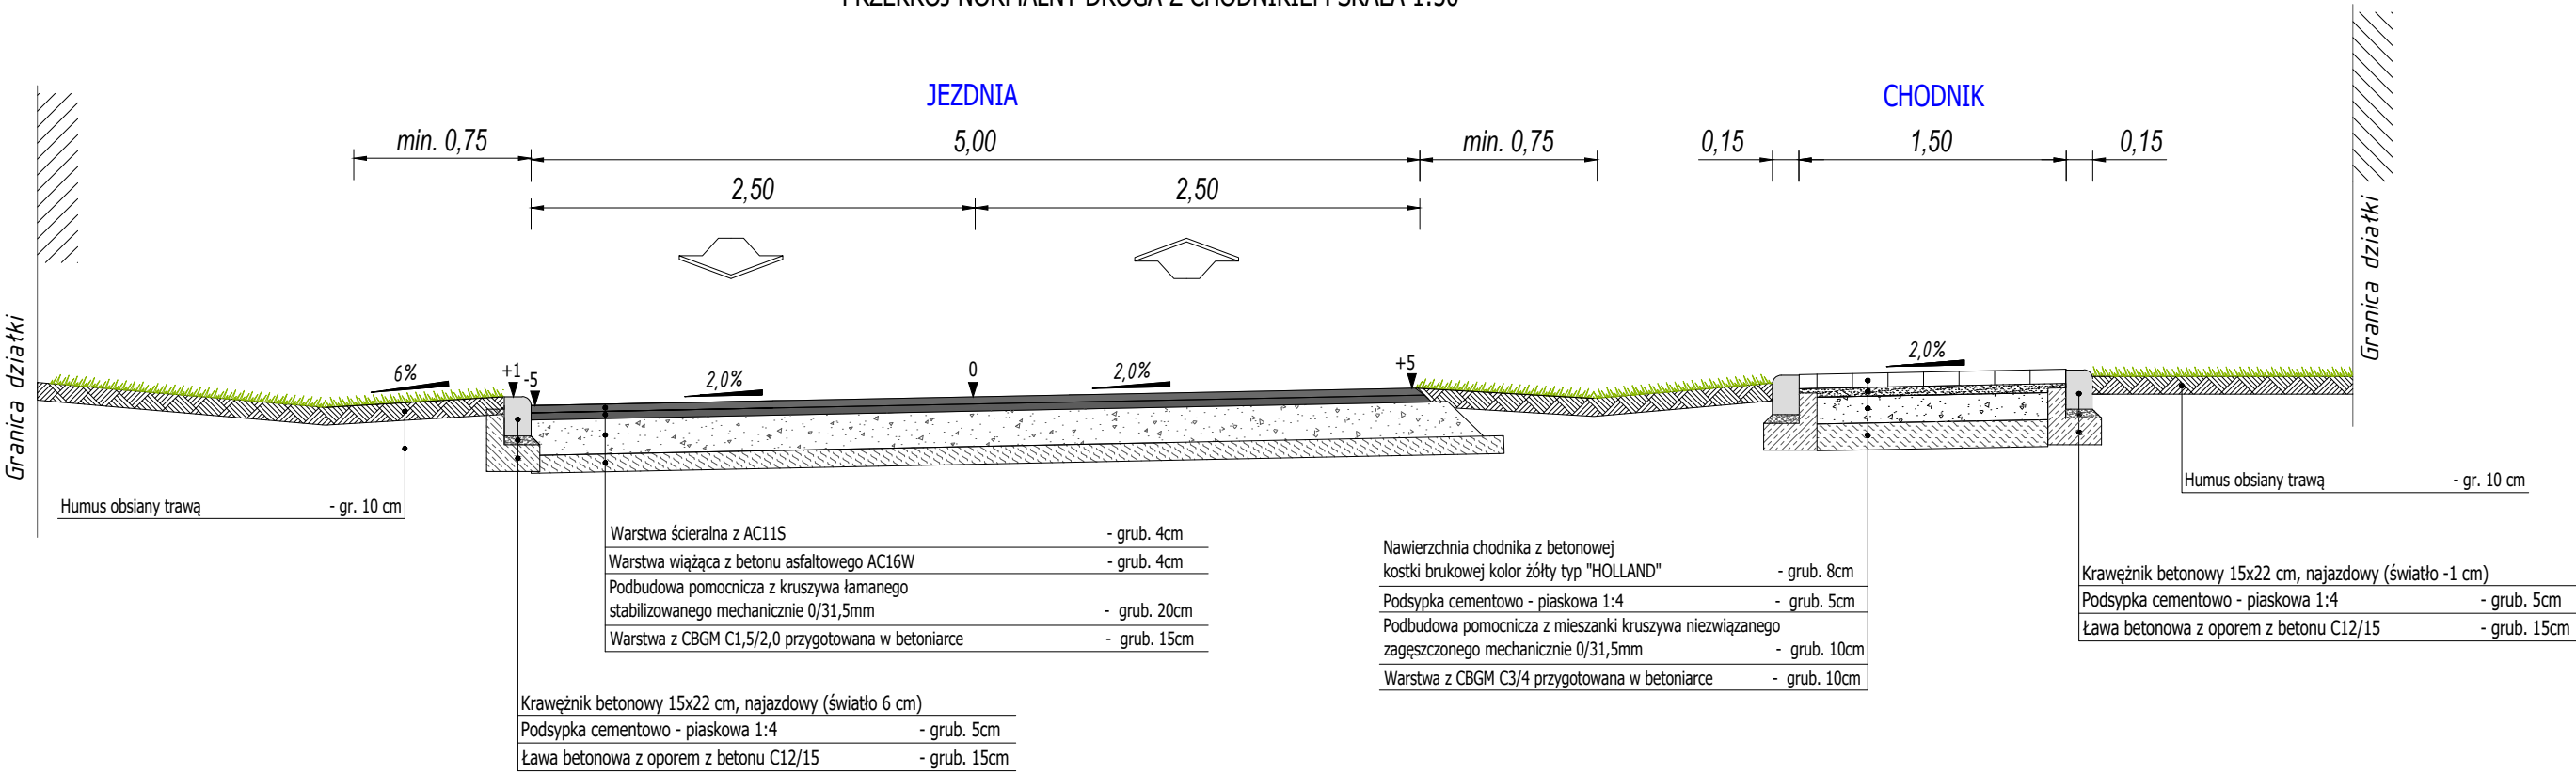 PRZEKRÓJ NORMALNY DROGA Z CHODNIKIEM SKALA 1:50
JEZDNIA
CHODNIK
min. 0,75
5,00
min. 0,75
0,15
1,50
0,15
2,50
2,50
Granica działki
Granica działki
6%
+1
-5
2,0%
0
2,0%
+5
2,0%
Humus obsiany trawą - gr. 10 cm
Humus obsiany trawą - gr. 10 cm
Warstwa ścieralna z AC11S - grub. 4cm
Warstwa wiążąca z betonu asfaltowego AC16W - grub. 4cm
Podbudowa pomocnicza z kruszywa łamanego
stabilizowanego mechanicznie 0/31,5mm - grub. 20cm
Warstwa z CBGM C1,5/2,0 przygotowana w betoniarce - grub. 15cm
Nawierzchnia chodnika z betonowej
kostki brukowej kolor żółty typ "HOLLAND" - grub. 8cm
Podsypka cementowo - piaskowa 1:4 - grub. 5cm
Podbudowa pomocnicza z mieszanki kruszywa niezwiązanego
zagęszczonego mechanicznie 0/31,5mm - grub. 10cm
Warstwa z CBGM C3/4 przygotowana w betoniarce - grub. 10cm
Krawężnik betonowy 15x22 cm, najazdowy (światło -1 cm)
Podsypka cementowo - piaskowa 1:4 - grub. 5cm
Ława betonowa z oporem z betonu C12/15 - grub. 15cm
Krawężnik betonowy 15x22 cm, najazdowy (światło 6 cm)
Podsypka cementowo - piaskowa 1:4 - grub. 5cm
Ława betonowa z oporem z betonu C12/15 - grub. 15cm